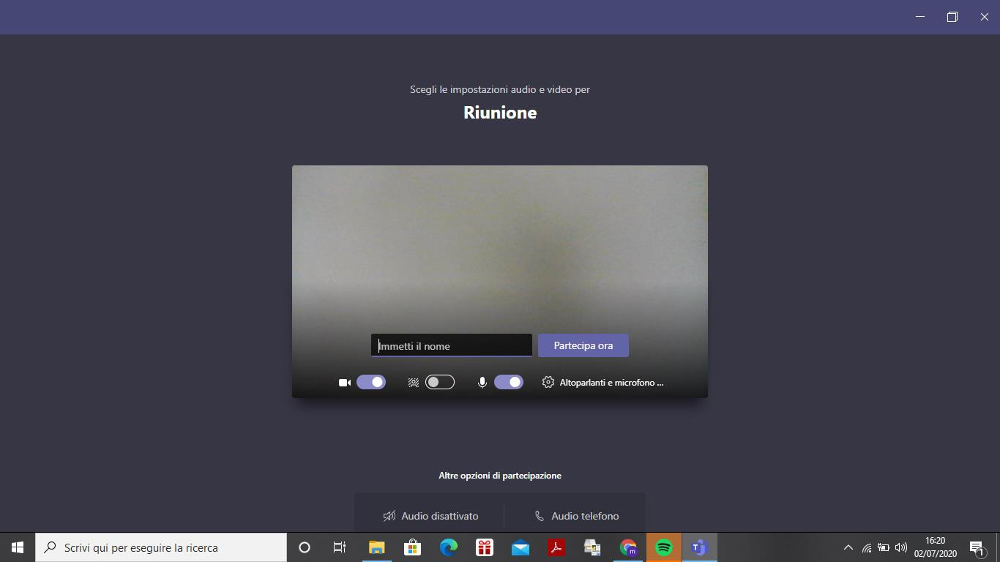 Scegli le impostazioni audio e video per
Riunione
Immetti il nome
Partecipa ora
Altoparlanti e microfono ...
Altre opzioni di partecipazione
Audio disattivato
Audio telefono
Scrivi qui per eseguire la ricerca
m
16:20
02/07/2020
1